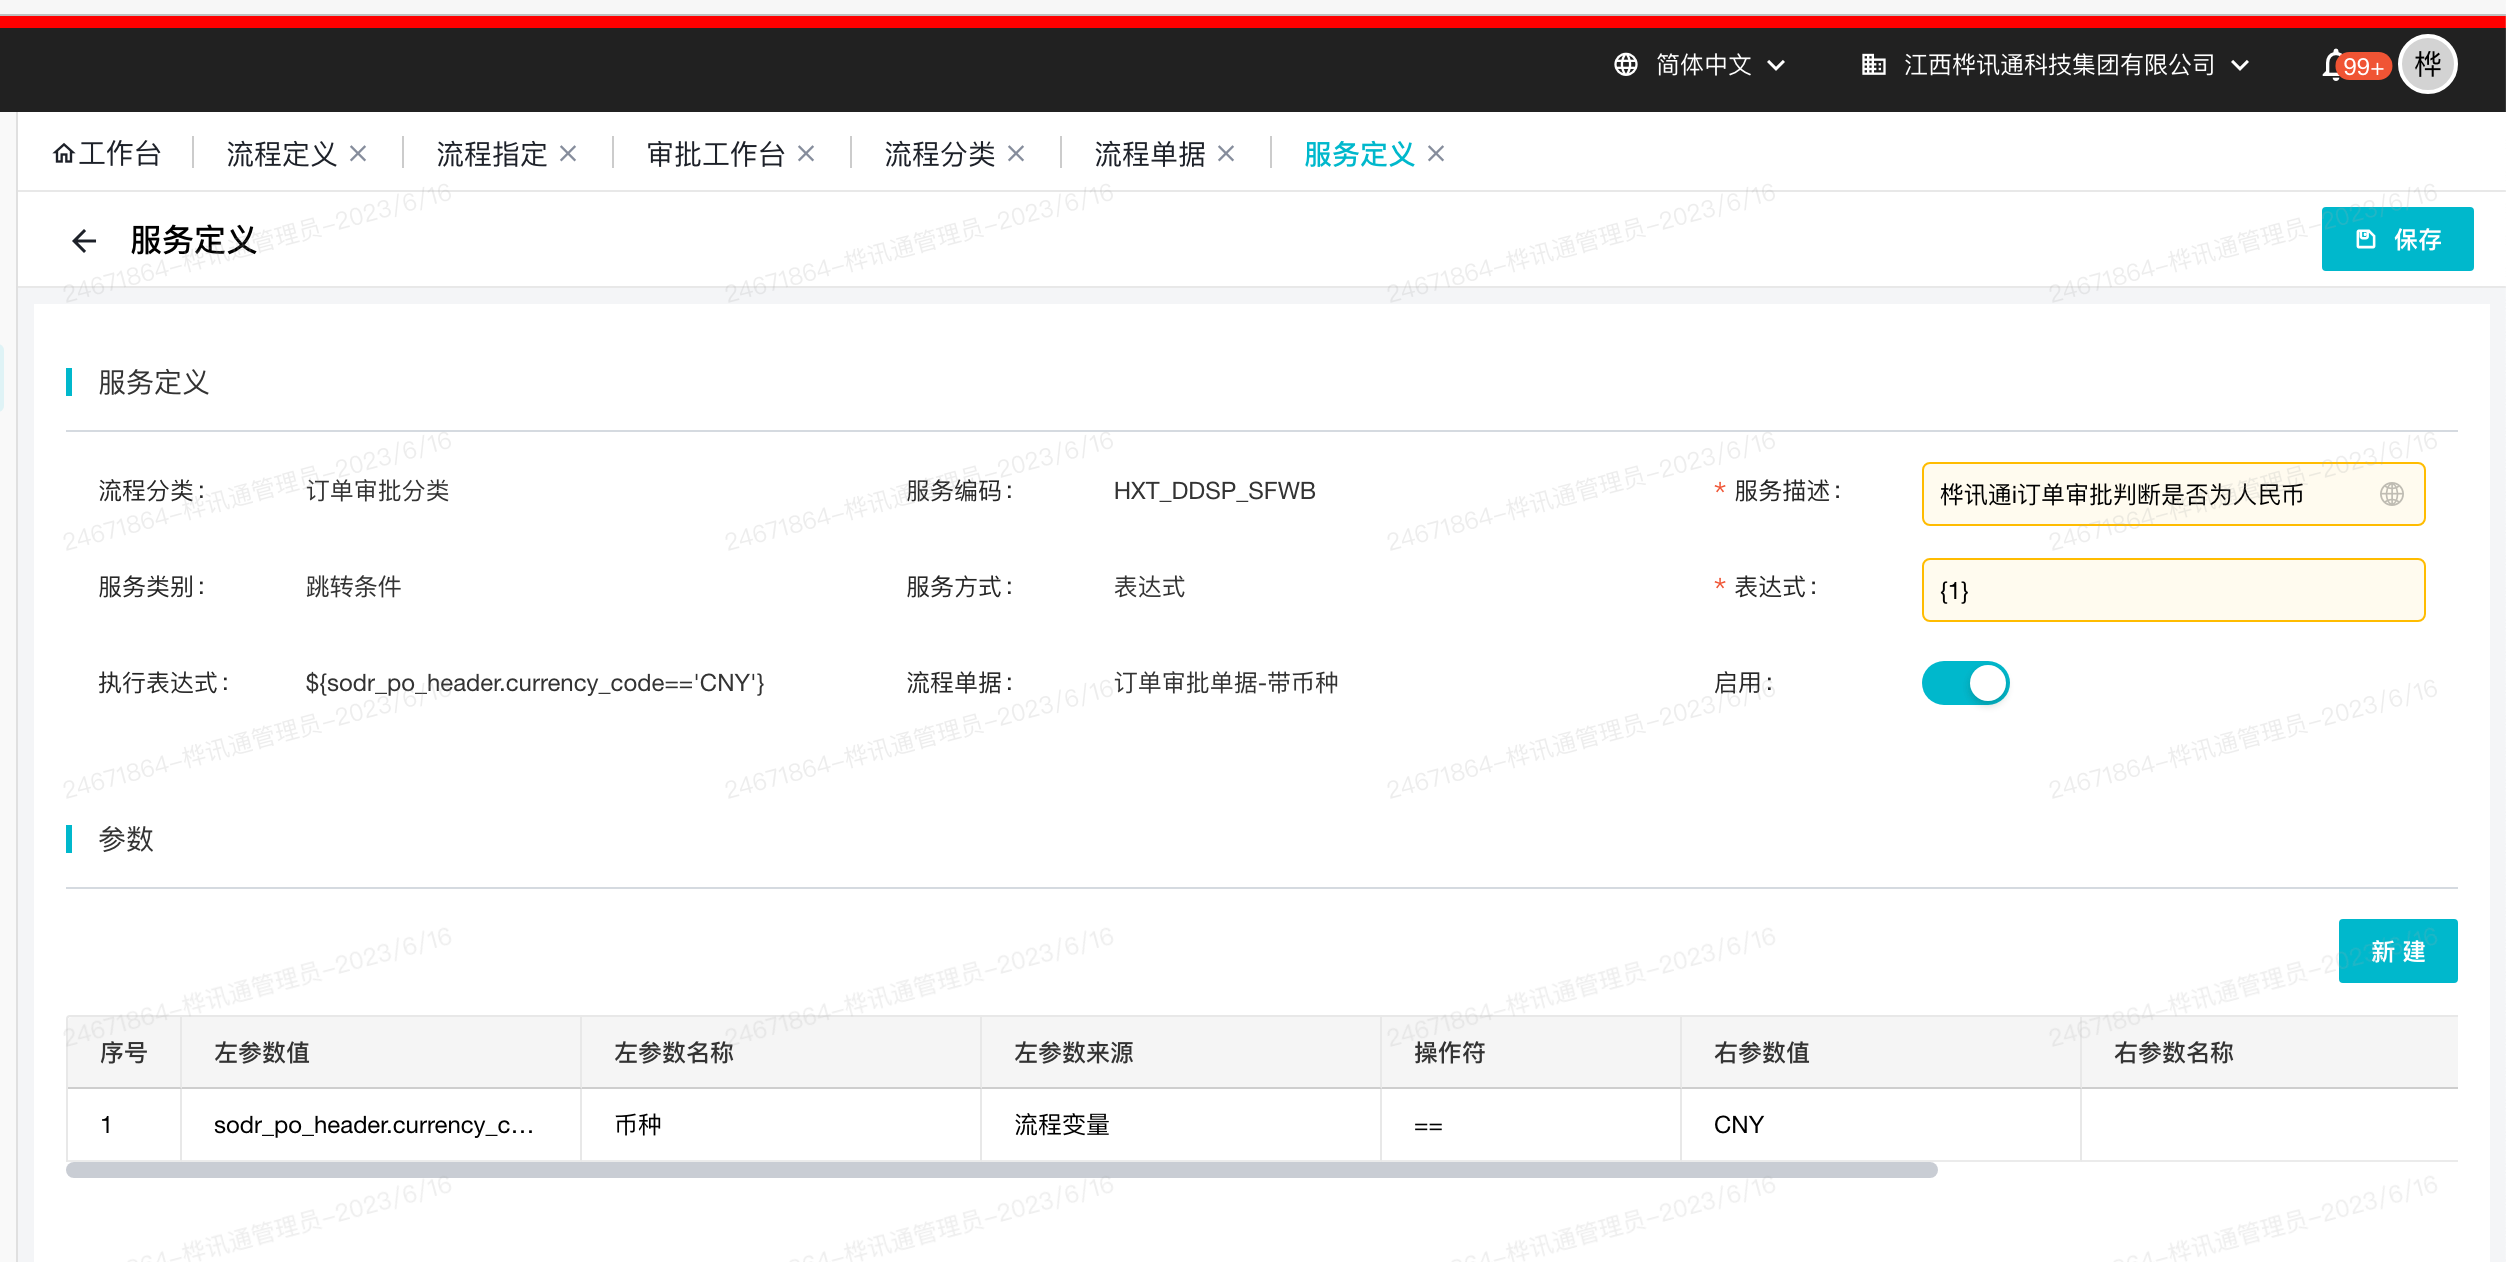 简体中文 江西桦讯通科技集团有限公司 99+ 桦
工作台 流程定义 流程指定 审批工作台 流程分类 流程单据 服务定义
服务定义 保存
服务定义
流程分类： 订单审批分类 服务编码： HXT_DDSP_SFWB * 服务描述： 桦讯通i订单审批判断是否为人民币
服务类别： 跳转条件 服务方式： 表达式 * 表达式： {1}
执行表达式： ${sodr_po_header.currency_code=='CNY'} 流程单据： 订单审批单据-带币种 启用：
参数
新 建
序号 左参数值 左参数名称 左参数来源 操作符 右参数值 右参数名称
1 sodr_po_header.currency_c... 币种 流程变量 == CNY
24671864-桦讯通管理员-2023/6/16